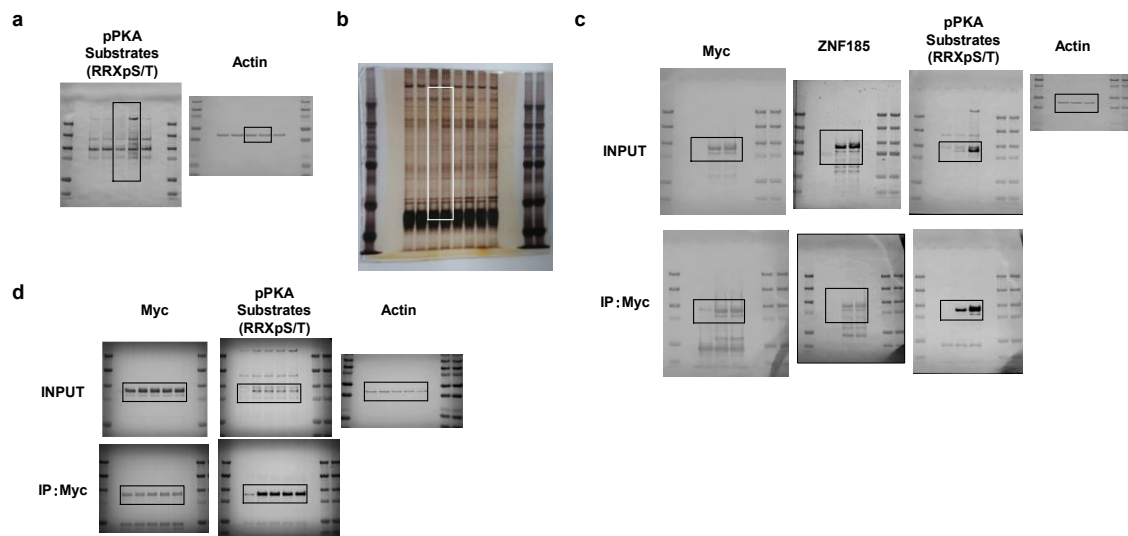 a
pPKA
Substrates
(RRXpS/T)
Actin
b
c
Myc
ZNF185
pPKA
Substrates
(RRXpS/T)
Actin
INPUT
IP:Myc
d
Myc
pPKA
Substrates
(RRXpS/T)
Actin
INPUT
IP:Myc